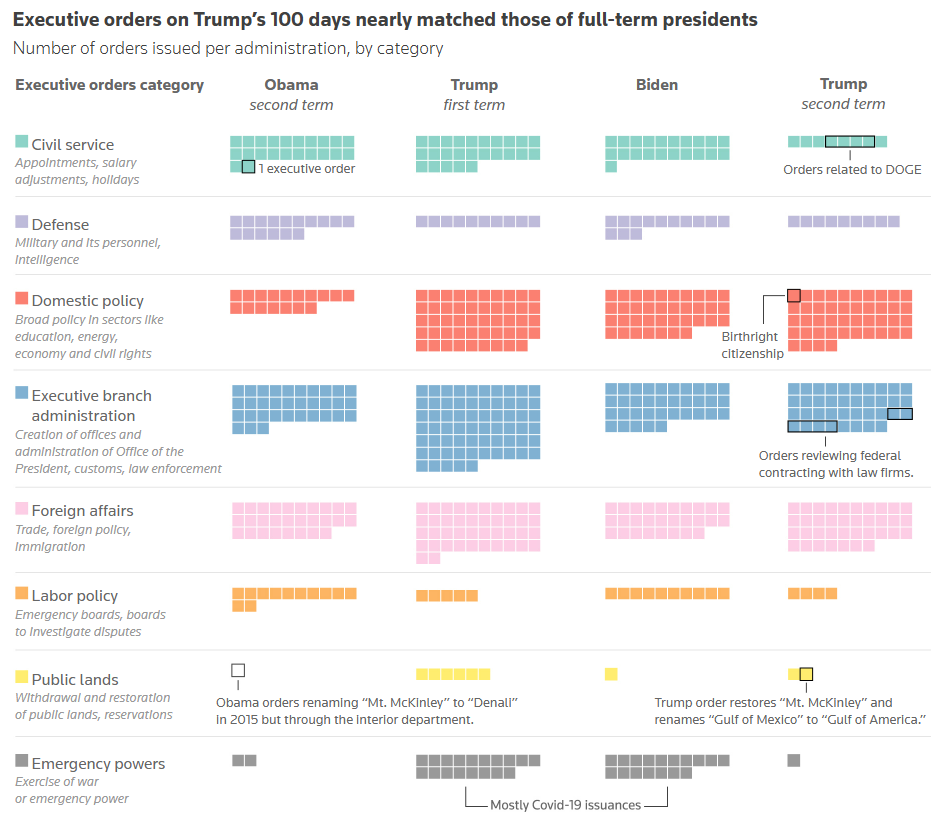 Executive orders on Trump's 100 days nearly matched those of full-term presidents
Number of orders issued per administration, by category
Executive orders category
Obama
second term
Trump
first term
Biden
Trump
second term
Civil service
Appointments, salary
adjustments, holidays
1 executive order
Orders related to DOGE
Defense
Military and its personnel,
intelligence
Domestic policy
Broad policy in sectors like
education, energy,
economy and civil rights
Birthright
citizenship
Executive branch
administration
Creation of offices and
administration of Office of the
President, customs, law enforcement
Orders reviewing federal
contracting with law firms.
Foreign affairs
Trade, foreign policy,
immigration
Labor policy
Emergency boards, boards
to investigate disputes
Public lands
Withdrawal and restoration
of public lands, reservations
Obama orders renaming “Mt. McKinley” to “Denali”
in 2015 but through the interior department.
Trump order restores “Mt. McKinley” and
renames “Gulf of Mexico” to “Gulf of America.”
Emergency powers
Exercise of war
or emergency power
Mostly Covid-19 issuances